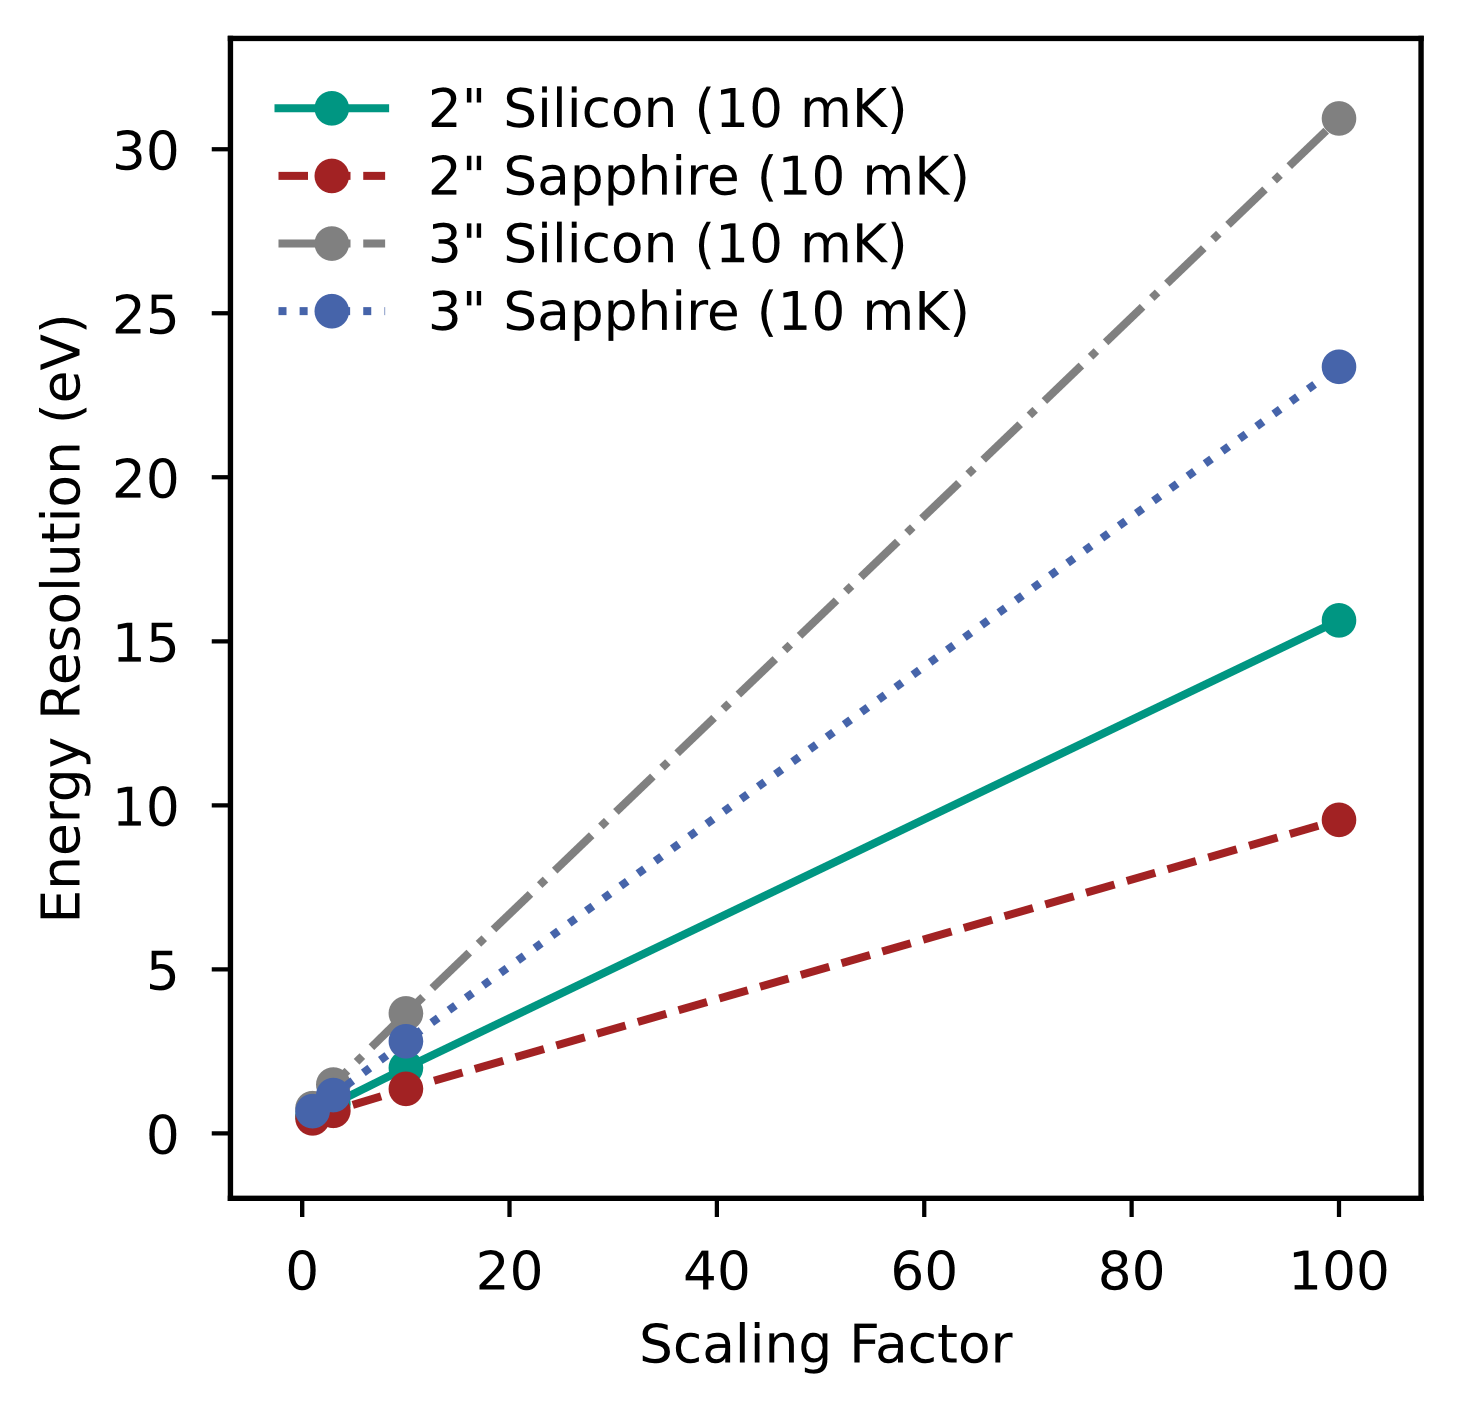 2" Silicon (10 mK)
2" Sapphire (10 mK)
3" Silicon (10 mK)
3" Sapphire (10 mK)
Energy Resolution (eV)
30
25
20
15
10
5
0
0 20 40 60 80 100
Scaling Factor